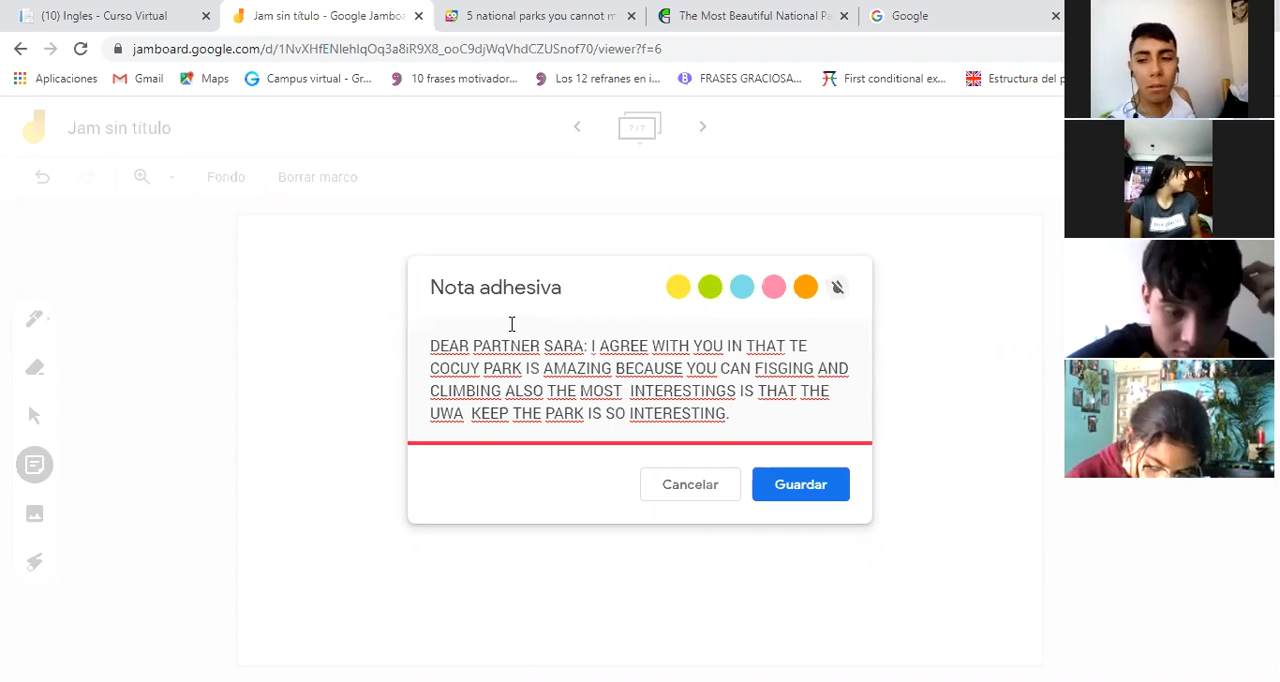 (10) Ingles - Curso Virtual
Jam sin título - Google Jambo
5 national parks you cannot m
The Most Beautiful National Pa
Google
jamboard.google.com/d/1NvXHfENlehIqOq3a8iR9X8_ooC9djWqVhdCZUSnof70/viewer?f=6
Aplicaciones
Gmail
Maps
Campus virtual - Gr...
10 frases motivador...
Los 12 refranes en i...
FRASES GRACIOSA...
First conditional ex...
Estructura del p
Jam sin título
7/7
Fondo
Borrar marco
Nota adhesiva
DEAR PARTNER SARA: I AGREE WITH YOU IN THAT TE
COCUY PARK IS AMAZING BECAUSE YOU CAN FISGING AND
CLIMBING ALSO THE MOST INTERESTINGS IS THAT THE
UWA KEEP THE PARK IS SO INTERESTING.
Cancelar
Guardar